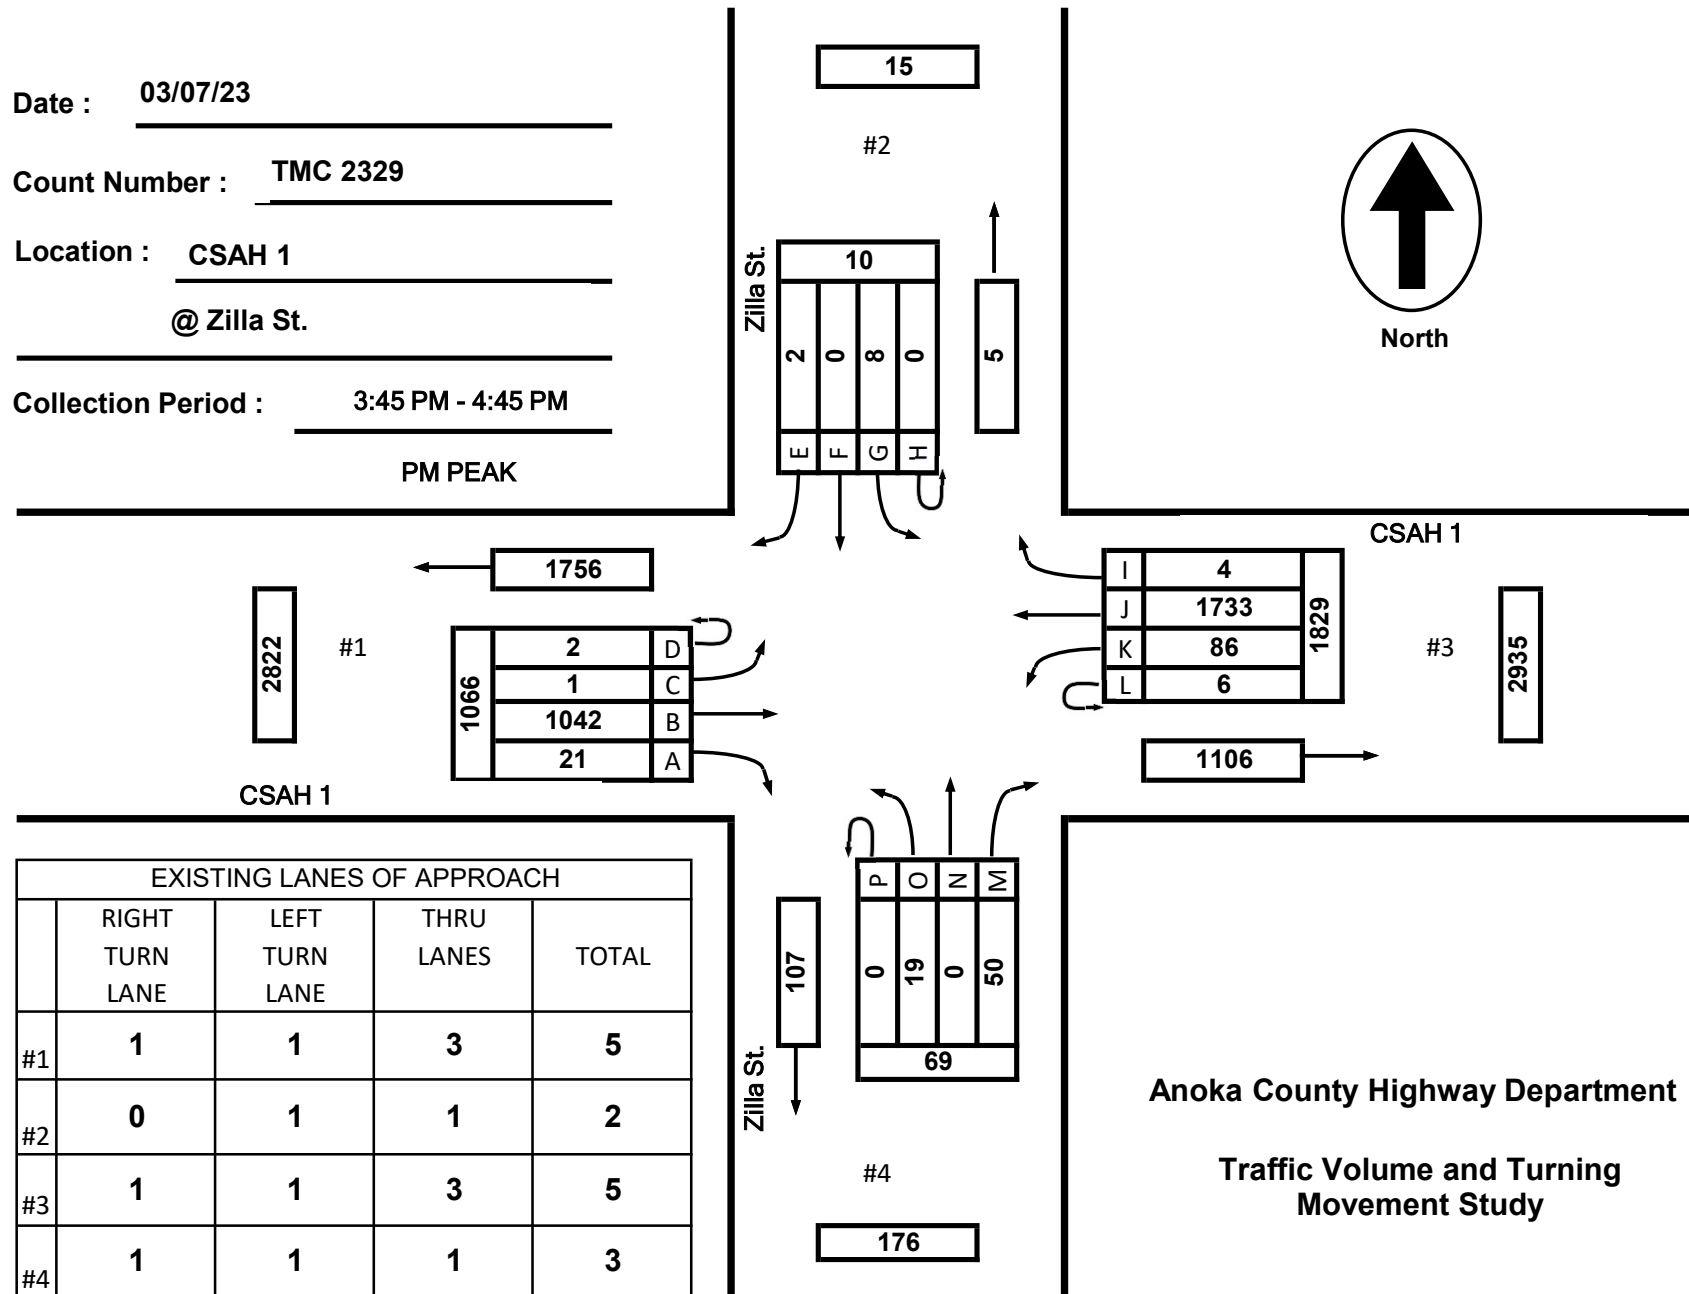 15
Date : 03/07/23
#2
Count Number : TMC 2329
Location : CSAH 1
@ Zilla St.
Zilla St.
10
2 0 8 0
5
E F G H
North
Collection Period : 3:45 PM - 4:45 PM
PM PEAK
CSAH 1
1756
2822
#1
1066
2 D
1 C
1042 B
21 A
CSAH 1
I 4
J 1733
K 86
L 6
1829
#3
2935
1106
P O N M
107
0 19 0 50
69
Zilla St.
#4
176
EXISTING LANES OF APPROACH
RIGHT TURN LANE
LEFT TURN LANE
THRU LANES
TOTAL
#1 1 1 3 5
#2 0 1 1 2
#3 1 1 3 5
#4 1 1 1 3
Anoka County Highway Department
Traffic Volume and Turning
Movement Study